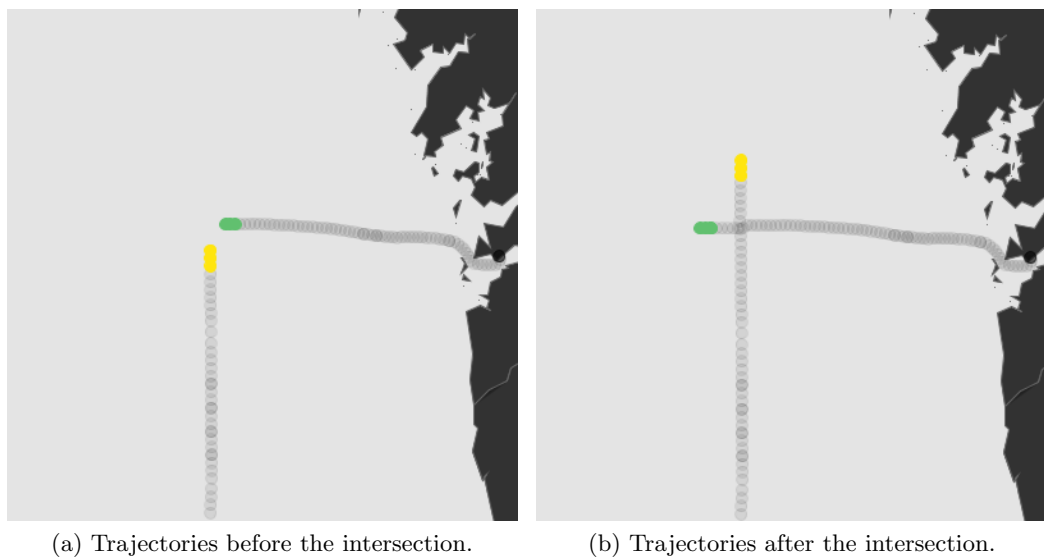 (a) Trajectories before the intersection.
(b) Trajectories after the intersection.